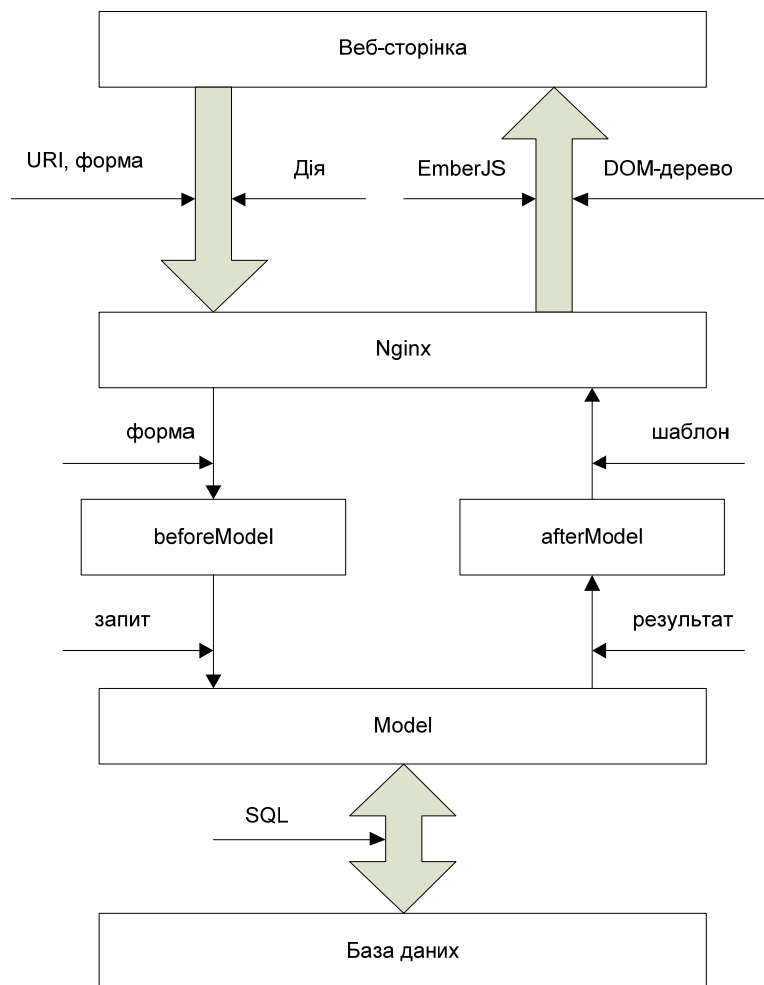 Веб-сторінка
URI, форма
Дія
EmberJS
DOM-дерево
Nginx
форма
шаблон
beforeModel
afterModel
запит
результат
Model
SQL
База даних